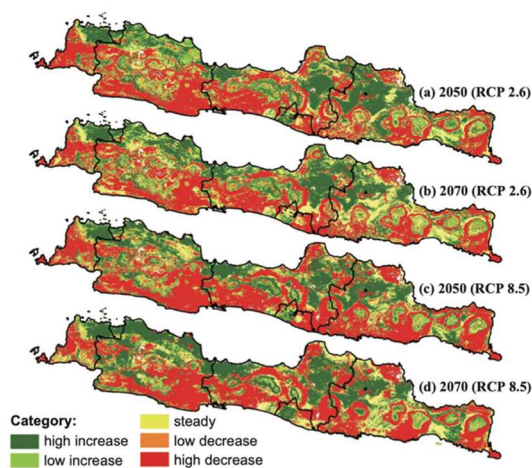 (a) 2050 (RCP 2.6)
(b) 2070 (RCP 2.6)
(c) 2050 (RCP 8.5)
(d) 2070 (RCP 8.5)
Category:
high increase
low increase
steady
low decrease
high decrease